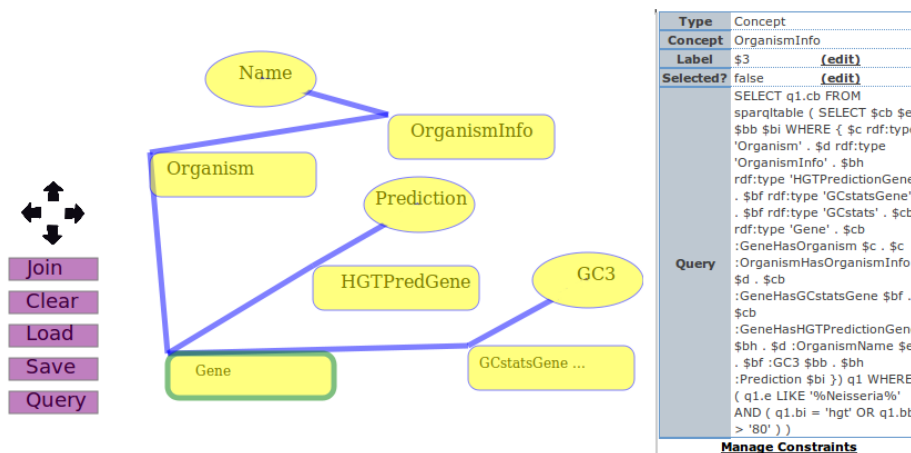 Name
OrganismInfo
Organism
Prediction
HGTPredGene
GC3
Gene
GCstatsGene ...
Join
Clear
Load
Save
Query
Type Concept
Concept OrganismInfo
Label $3 (edit)
Selected? false (edit)
Query
SELECT q1.cb FROM
sparqltable ( SELECT $cb $e
$bb $bi WHERE { $c rdf:type
'Organism' . $d rdf:type
'OrganismInfo' . $bh
rdf:type 'HGTPredictionGene
. $bf rdf:type 'GCstatsGene'
. $bf rdf:type 'GCstats' . $cb
rdf:type 'Gene' . $cb
:GeneHasOrganism $c . $c
:OrganismHasOrganismInfo
$d . $cb
:GeneHasGCstatsGene $bf .
$cb
:GeneHasHGTPredictionGene
$bh . $d :OrganismName $e
. $bf :GC3 $bb . $bh
:Prediction $bi }) q1 WHERE
( q1.e LIKE '%Neisseria%'
AND ( q1.bi = 'hgt' OR q1.bb
> '80' ) )
Manage Constraints